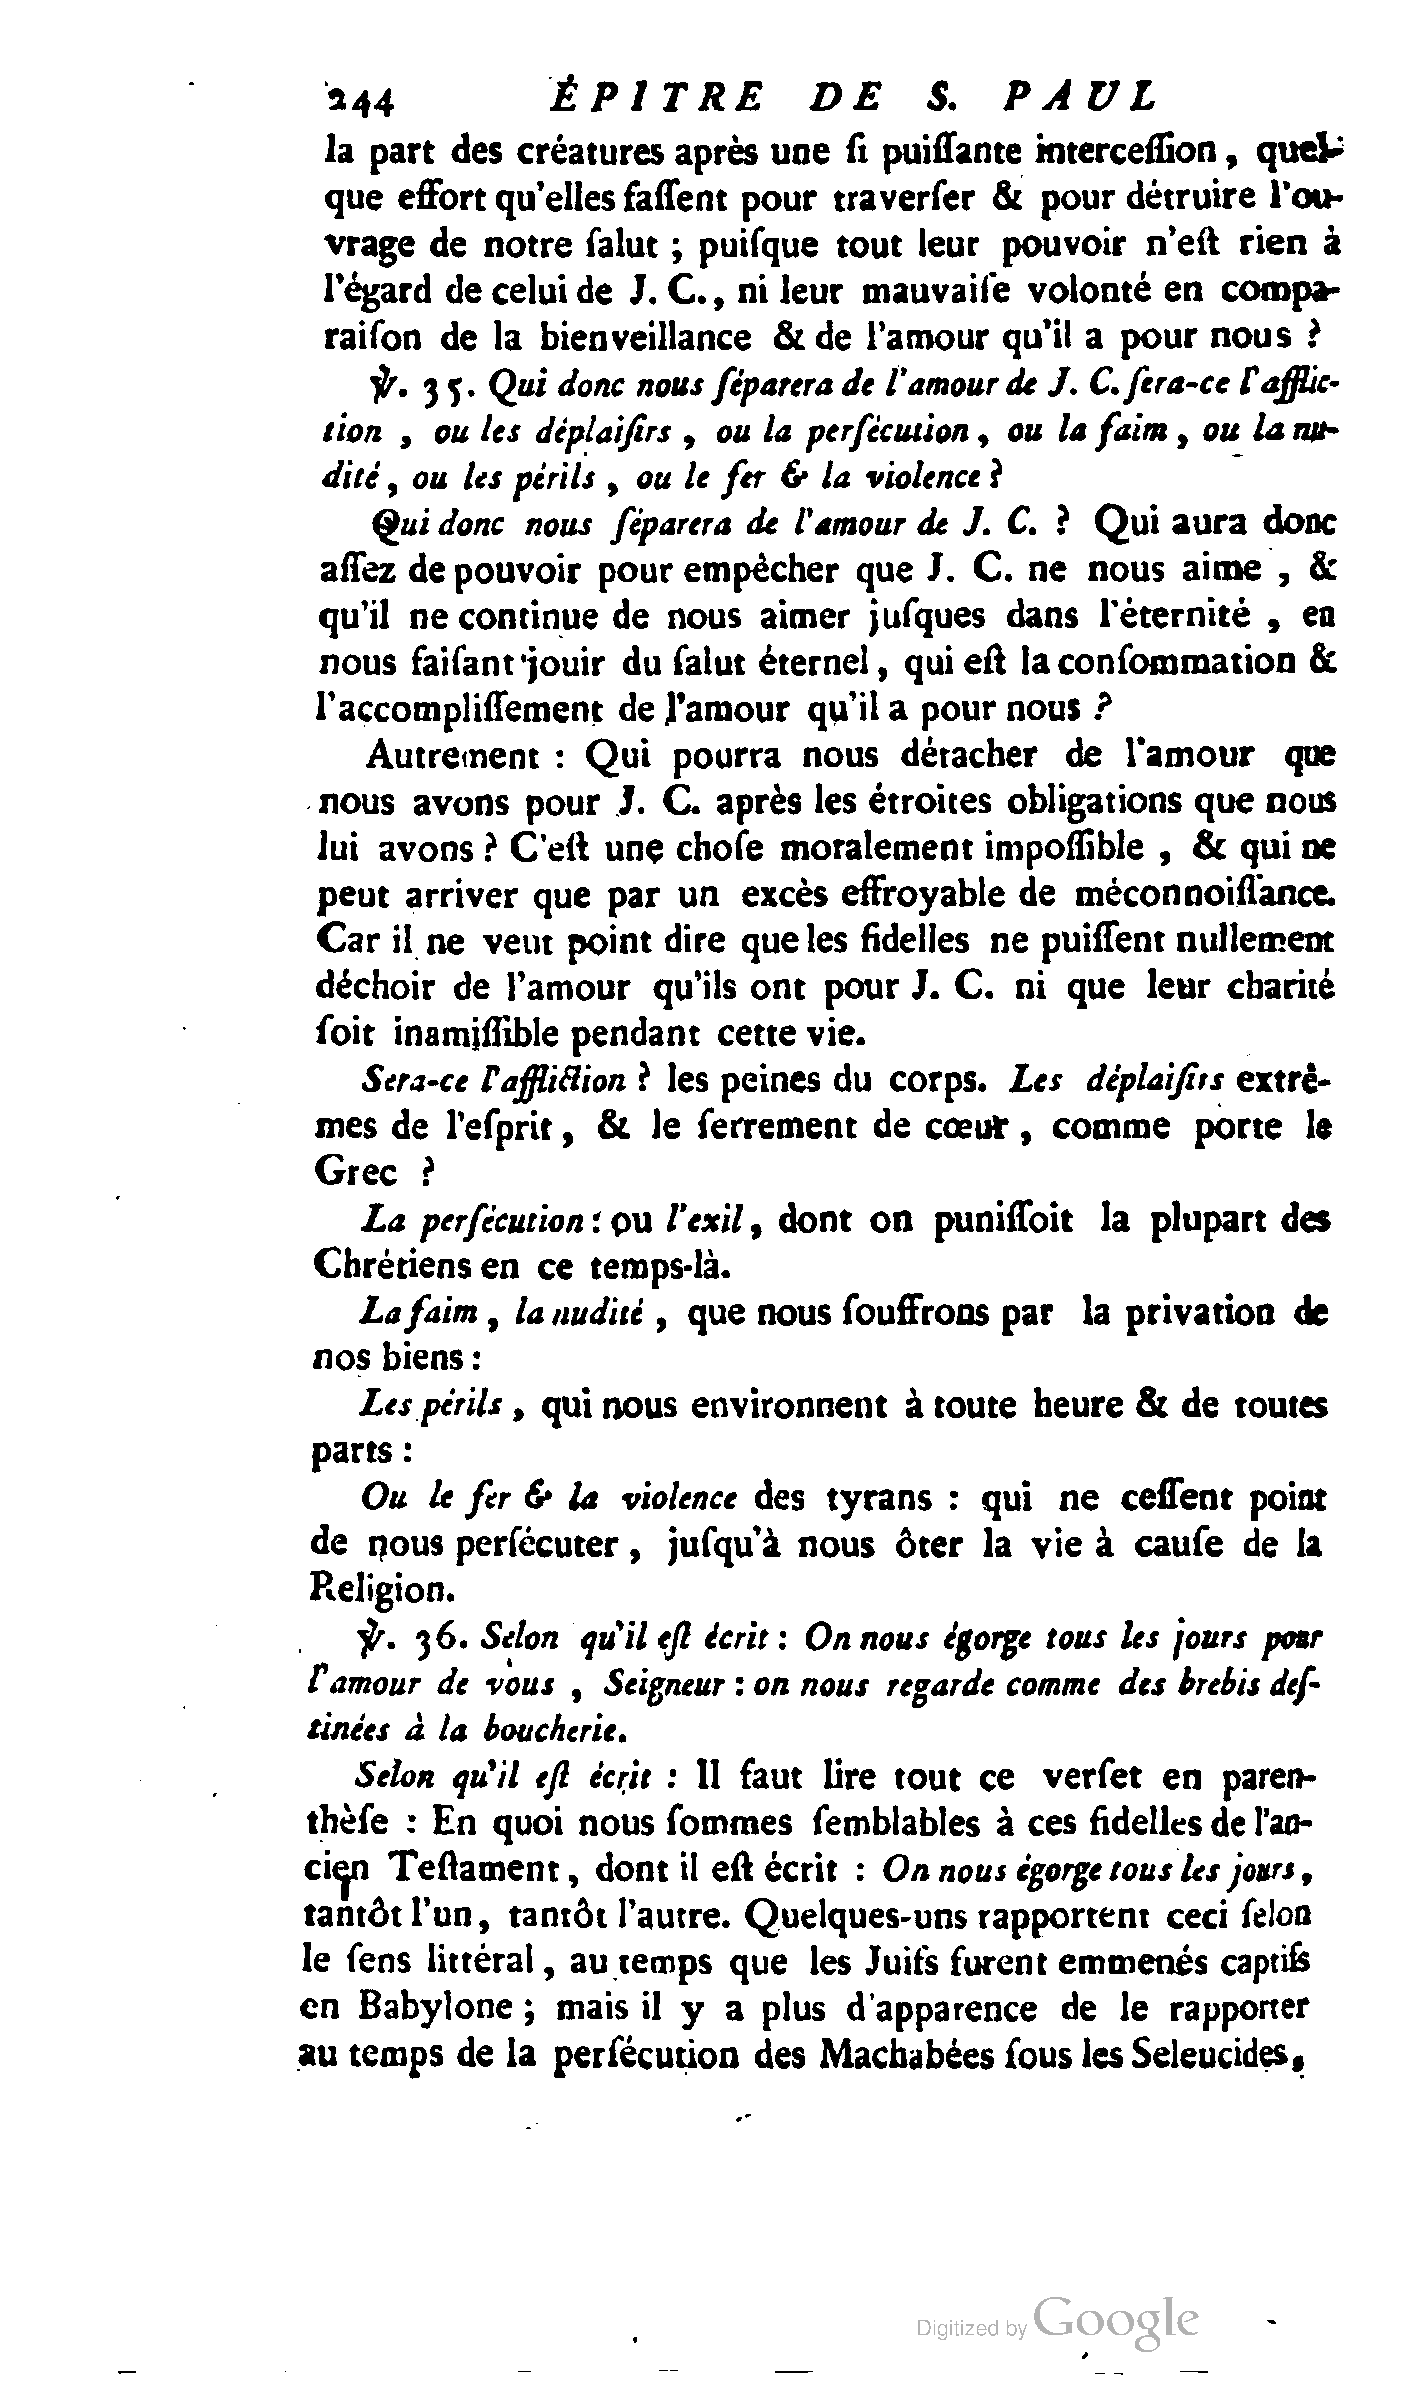 244 ÉPITRE DE S. PAUL
la part des créatures après une ſi puiſſante interceſſion, quel-
que effort qu'elles faſſent pour traverſer & pour détruire l'ou-
vrage de notre ſalut ; puiſque tout leur pouvoir n'eſt rien à
l'égard de celui de J. C., ni leur mauvaiſe volonté en compa-
raiſon de la bienveillance & de l'amour qu'il a pour nous ?
℣. 35. Qui donc nous ſéparera de l'amour de J. C. ſera-ce l'afflic-
tion , ou les déplaiſirs , ou la perſécution , ou la faim , ou la nu-
dité , ou les périls , ou le fer & la violence ?
Qui donc nous ſéparera de l'amour de J. C. ? Qui aura donc
aſſez de pouvoir pour empêcher que J. C. ne nous aime , &
qu'il ne continue de nous aimer juſques dans l'éternité , en
nous faiſant jouir du ſalut éternel, qui eſt la conſommation &
l'accompliſſement de l'amour qu'il a pour nous ?
Autrement : Qui pourra nous détacher de l'amour que
nous avons pour J. C. après les étroites obligations que nous
lui avons ? C'eſt une choſe moralement impoſſible , & qui ne
peut arriver que par un excès effroyable de méconnoiſſance.
Car il ne veut point dire que les fidelles ne puiſſent nullement
déchoir de l'amour qu'ils ont pour J. C. ni que leur charité
ſoit inamiſſible pendant cette vie.
Sera-ce l'affliction ? les peines du corps. Les déplaiſirs extrê-
mes de l'eſprit, & le ſerrement de cœur , comme porte le
Grec ?
La perſécution : ou l'exil, dont on puniſſoit la plupart des
Chrétiens en ce temps-là.
La faim , la nudité , que nous ſouffrons par la privation de
nos biens :
Les périls , qui nous environnent à toute heure & de toutes
parts :
Ou le fer & la violence des tyrans : qui ne ceſſent point
de nous perſécuter , juſqu'à nous ôter la vie à cauſe de la
Religion.
℣. 36. Selon qu'il eſt écrit : On nous égorge tous les jours pour
l'amour de vous , Seigneur : on nous regarde comme des brebis deſ-
tinées à la boucherie.
Selon qu'il eſt écrit : Il faut lire tout ce verſet en paren-
thèſe : En quoi nous ſommes ſemblables à ces fidelles de l'an-
cien Teſtament, dont il eſt écrit : On nous égorge tous les jours,
tantôt l'un, tantôt l'autre. Quelques-uns rapportent ceci ſelon
le ſens littéral, au temps que les Juifs furent emmenés captifs
en Babylone ; mais il y a plus d'apparence de le rapporter
au temps de la perſécution des Machabées ſous les Seleucides,
Digitized by Google